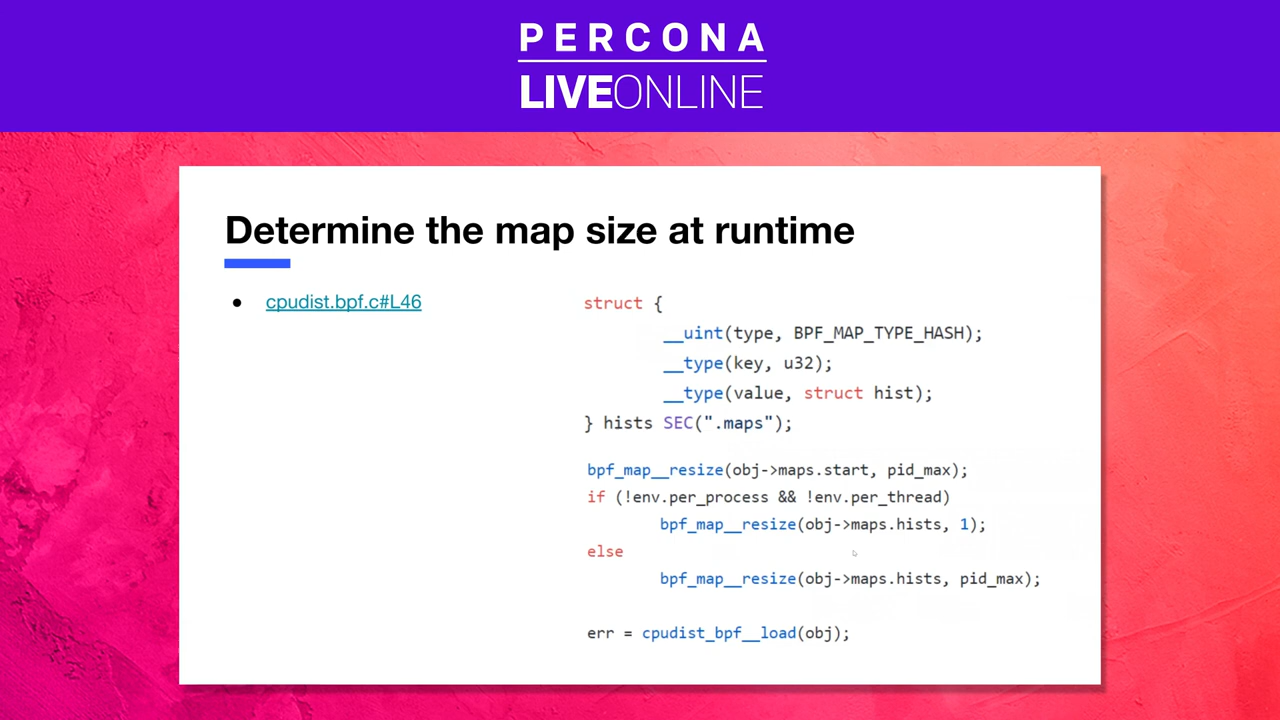 PERCONA
LIVEONLINE
Determine the map size at runtime
● cpudist.bpf.c#L46
struct {
__uint(type, BPF_MAP_TYPE_HASH);
__type(key, u32);
__type(value, struct hist);
} hists SEC(".maps");
bpf_map__resize(obj->maps.start, pid_max);
if (!env.per_process && !env.per_thread)
bpf_map__resize(obj->maps.hists, 1);
else
bpf_map__resize(obj->maps.hists, pid_max);
err = cpudist_bpf__load(obj);